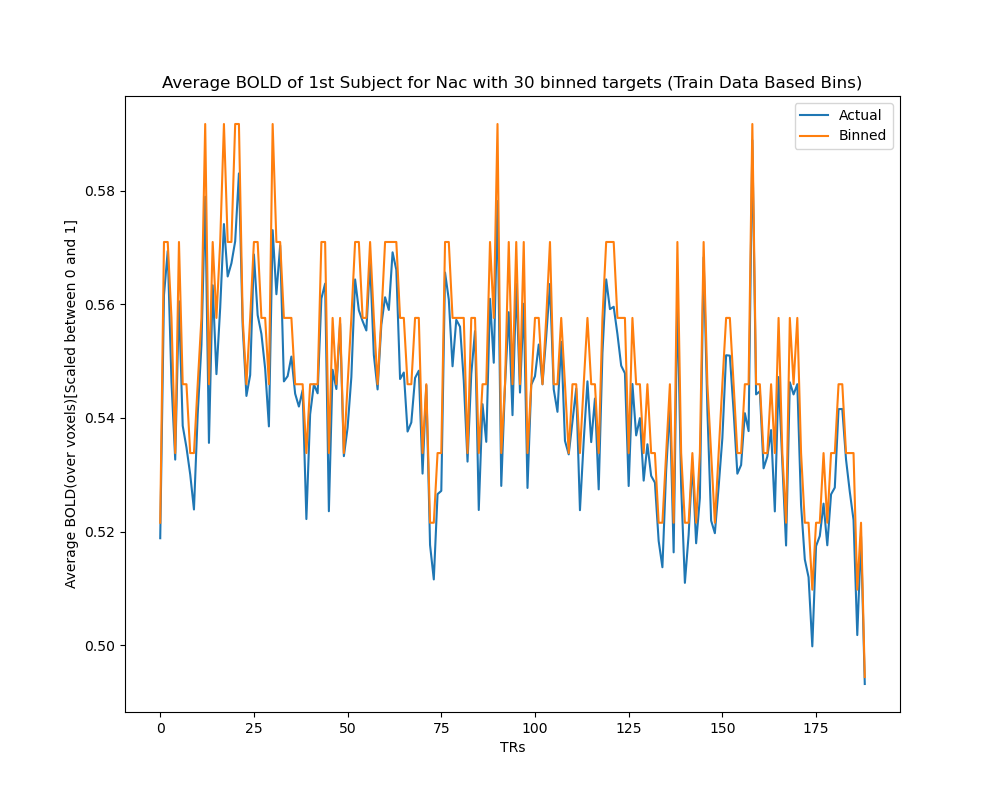 Average BOLD of 1st Subject for Nac with 30 binned targets (Train Data Based Bins)
Actual
Binned
Average BOLD(over voxels)[Scaled between 0 and 1]
0.58
0.56
0.54
0.52
0.50
0 25 50 75 100 125 150 175
TRs